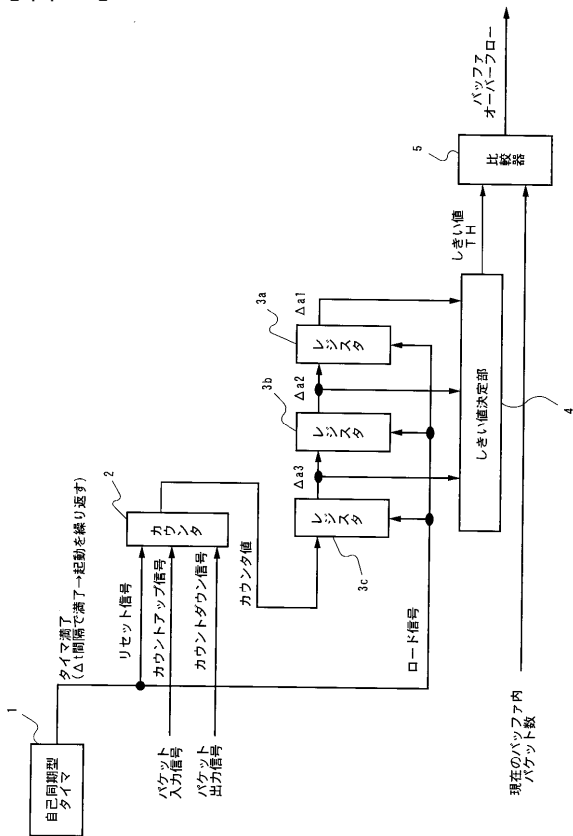 1
自己同期型
タイマ
タイマ満了
(Δt間隔で満了→起動を繰り返す)
リセット信号
カウントアップ信号
カウントダウン信号
パケット
入力信号
パケット
出力信号
2
カウンタ
カウンタ値
ロード信号
3c
レジスタ
Δa3
3b
レジスタ
Δa2
3a
レジスタ
Δa1
しきい値決定部
4
しきい値
TH
5
比較器
バッファ
オーバーフロー
現在のバッファ内
パケット数